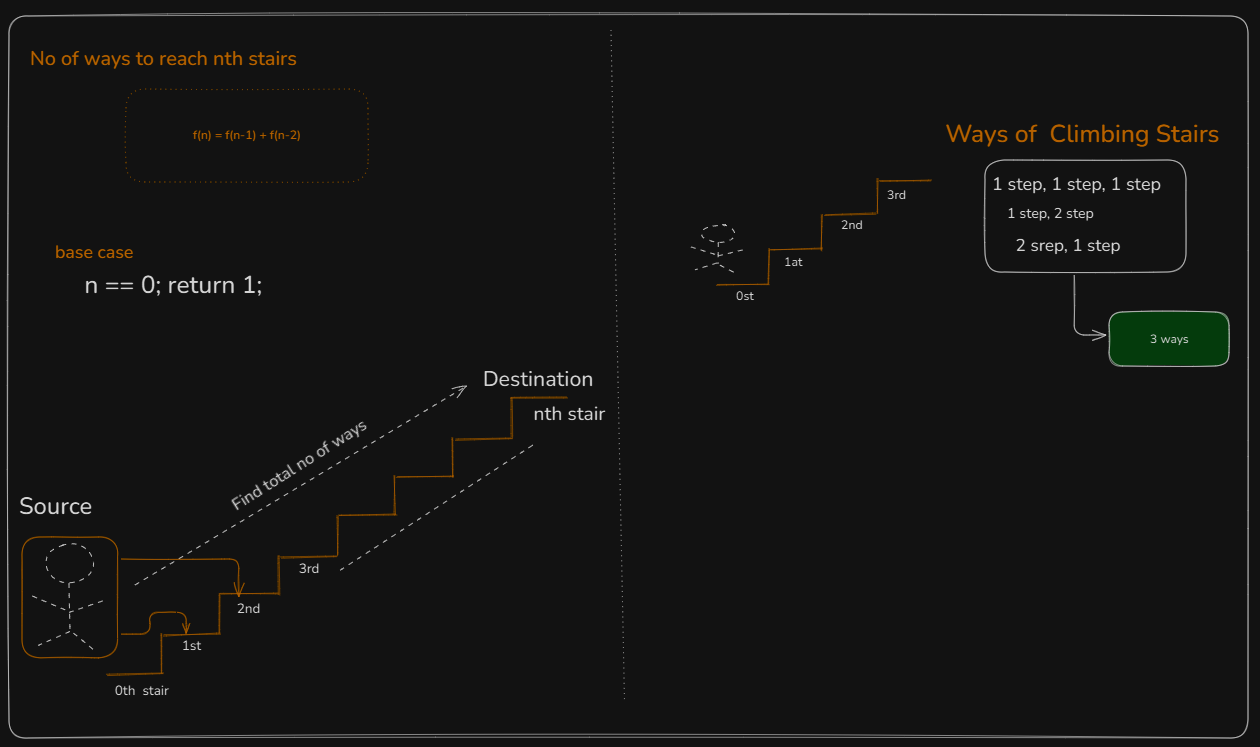 No of ways to reach nth stairs
f(n) = f(n-1) + f(n-2)
base case
n == 0; return 1;
Destination
nth stair
Find total no of ways
Source
3rd
2nd
1st
0th stair
Ways of Climbing Stairs
1 step, 1 step, 1 step
1 step, 2 step
2 srep, 1 step
3 ways
3rd
2nd
1at
0st